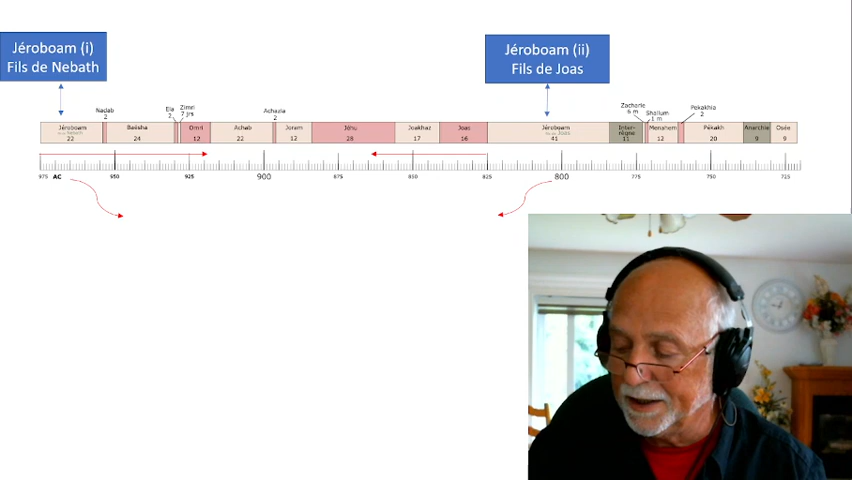 Jéroboam (i)
Fils de Nebath
Jéroboam (ii)
Fils de Joas
Nadab
2
Ela
2
Zimri
7 jrs
Achazia
2
Zacharie
6 m
Shallum
1 m
Pekakhia
2
Jéroboam
22
Baësha
24
Omri
12
Achab
22
Joram
12
Jéhu
28
Joakhaz
17
Joas
16
Jéroboam
41
Inter-
règne
11
Menahem
12
Pékakh
20
Anarchie
9
Osée
9
975 AC 950 925 900 875 850 825 800 775 750 725